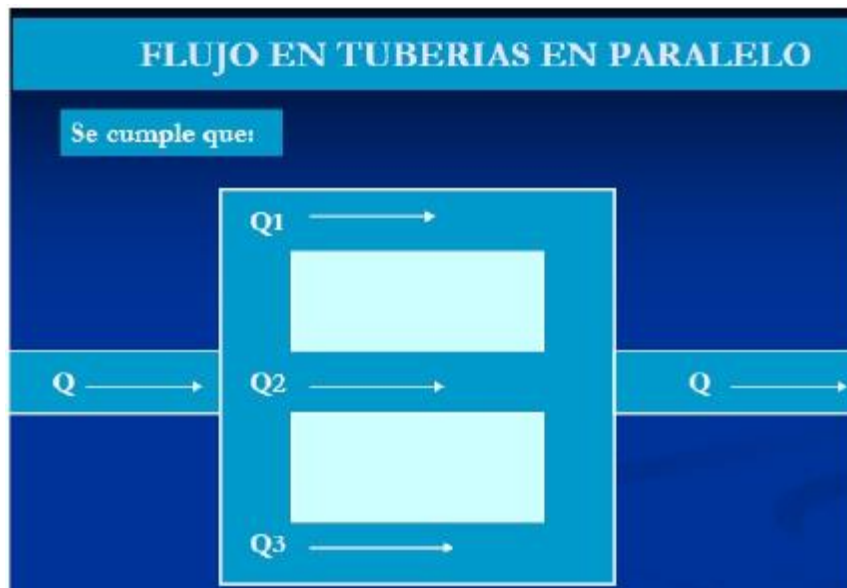 FLUJO EN TUBERIAS EN PARALELO
Se cumple que:
Q1
Q Q2 Q
Q3